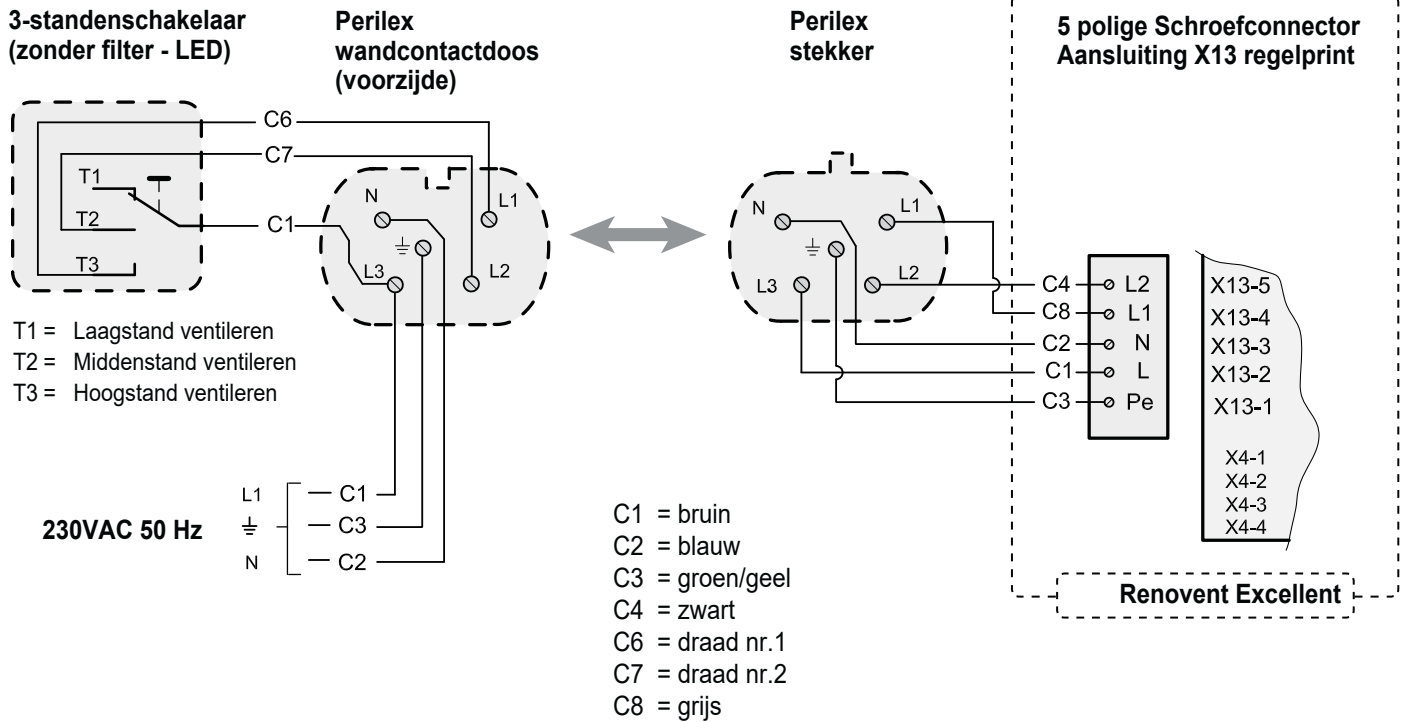 3-standenschakelaar
(zonder filter - LED)
Perilex
wandcontactdoos
(voorzijde)
Perilex
stekker
5 polige Schroefconnector
Aansluiting X13 regelprint
C6
C7
C1
T1
T2
T3
N
L1
L3
L2
N
L1
L3
L2
T1 = Laagstand ventileren
T2 = Middenstand ventileren
T3 = Hoogstand ventileren
C4
C8
C2
C1
C3
L2
L1
N
L
Pe
X13-5
X13-4
X13-3
X13-2
X13-1
X4-1
X4-2
X4-3
X4-4
230VAC 50 Hz
L1
N
C1
C3
C2
C1 = bruin
C2 = blauw
C3 = groen/geel
C4 = zwart
C6 = draad nr.1
C7 = draad nr.2
C8 = grijs
Renovent Excellent